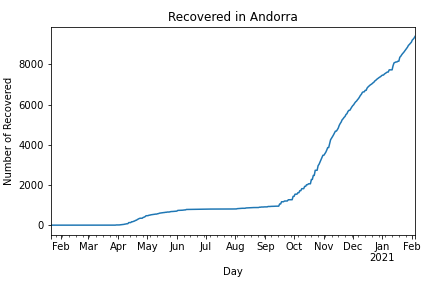 Recovered in Andorra
Number of Recovered
8000
6000
4000
2000
0
Feb Mar Apr May Jun Jul Aug Sep Oct Nov Dec Jan Feb
2021
Day